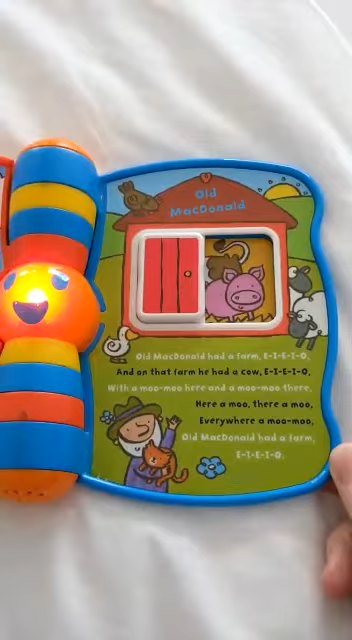 Old
MacDonald
Old MacDonald had a farm, E-I-E-I-O,
And on that farm he had a cow, E-I-E-I-O,
With a moo-moo here and a moo-moo there,
Here a moo, there a moo,
Everywhere a moo-moo,
Old MacDonald had a farm,
E-I-E-I-O.